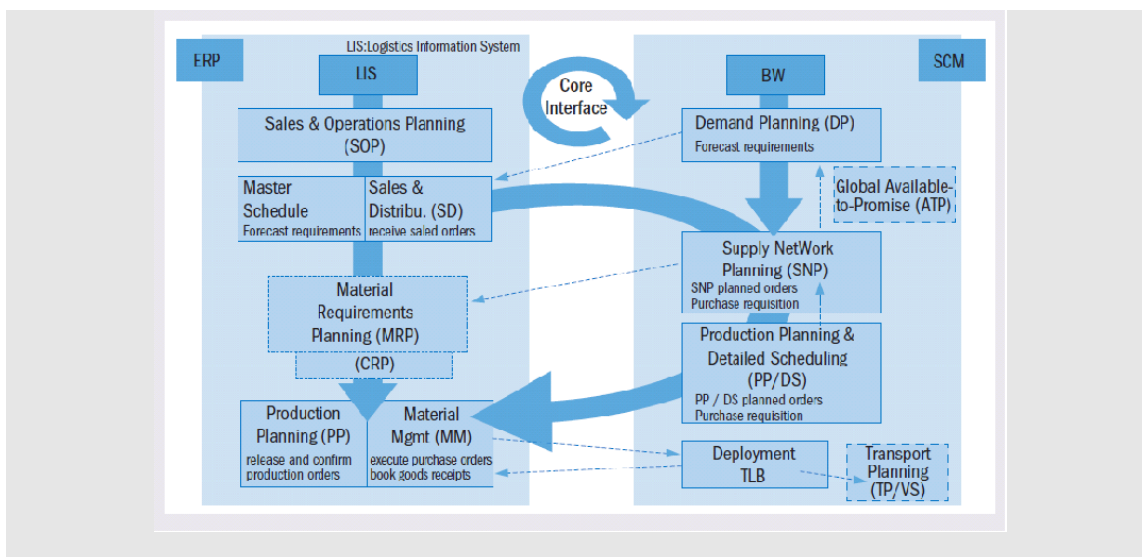 LIS:Logistics Information System
ERP
LIS
Sales & Operations Planning
(SOP)
Master
Schedule
Forecast requirements
Sales &
Distribu. (SD)
receive saled orders
Material
Requirements
Planning (MRP)
(CRP)
Production
Planning (PP)
release and confirm
production orders
Material
Mgmt (MM)
execute purchase orders
book goods receipts
Core
Interface
SCM
BW
Demand Planning (DP)
Forecast requirements
Global Available-
to-Promise (ATP)
Supply NetWork
Planning (SNP)
SNP planned orders
Purchase requisition
Production Planning &
Detailed Scheduling
(PP/DS)
PP / DS planned orders
Purchase requisition
Deployment
TLB
Transport
Planning
(TP/VS)